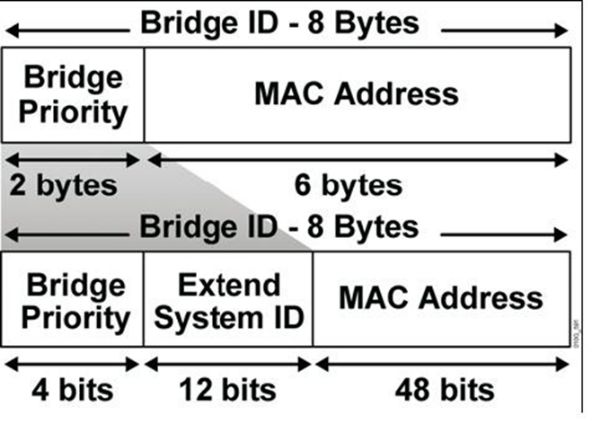 Bridge ID - 8 Bytes
Bridge
Priority
MAC Address
2 bytes
6 bytes
Bridge ID - 8 Bytes
Bridge
Priority
Extend
System ID
MAC Address
4 bits
12 bits
48 bits